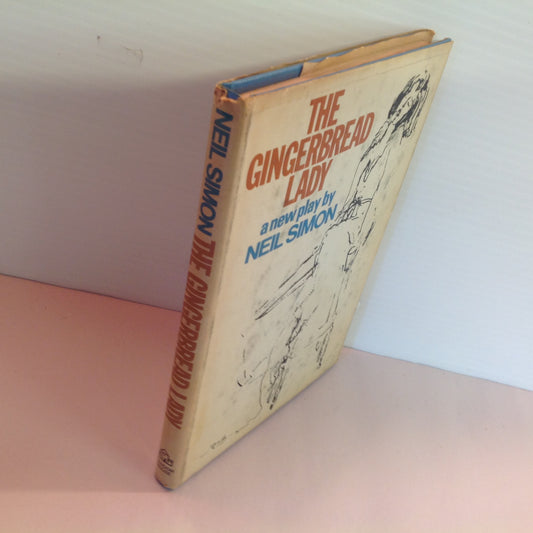 THE
GINGERBREAD
LADY
a new play by
NEIL SIMON
NEIL SIMON THE GINGERBREAD LADY